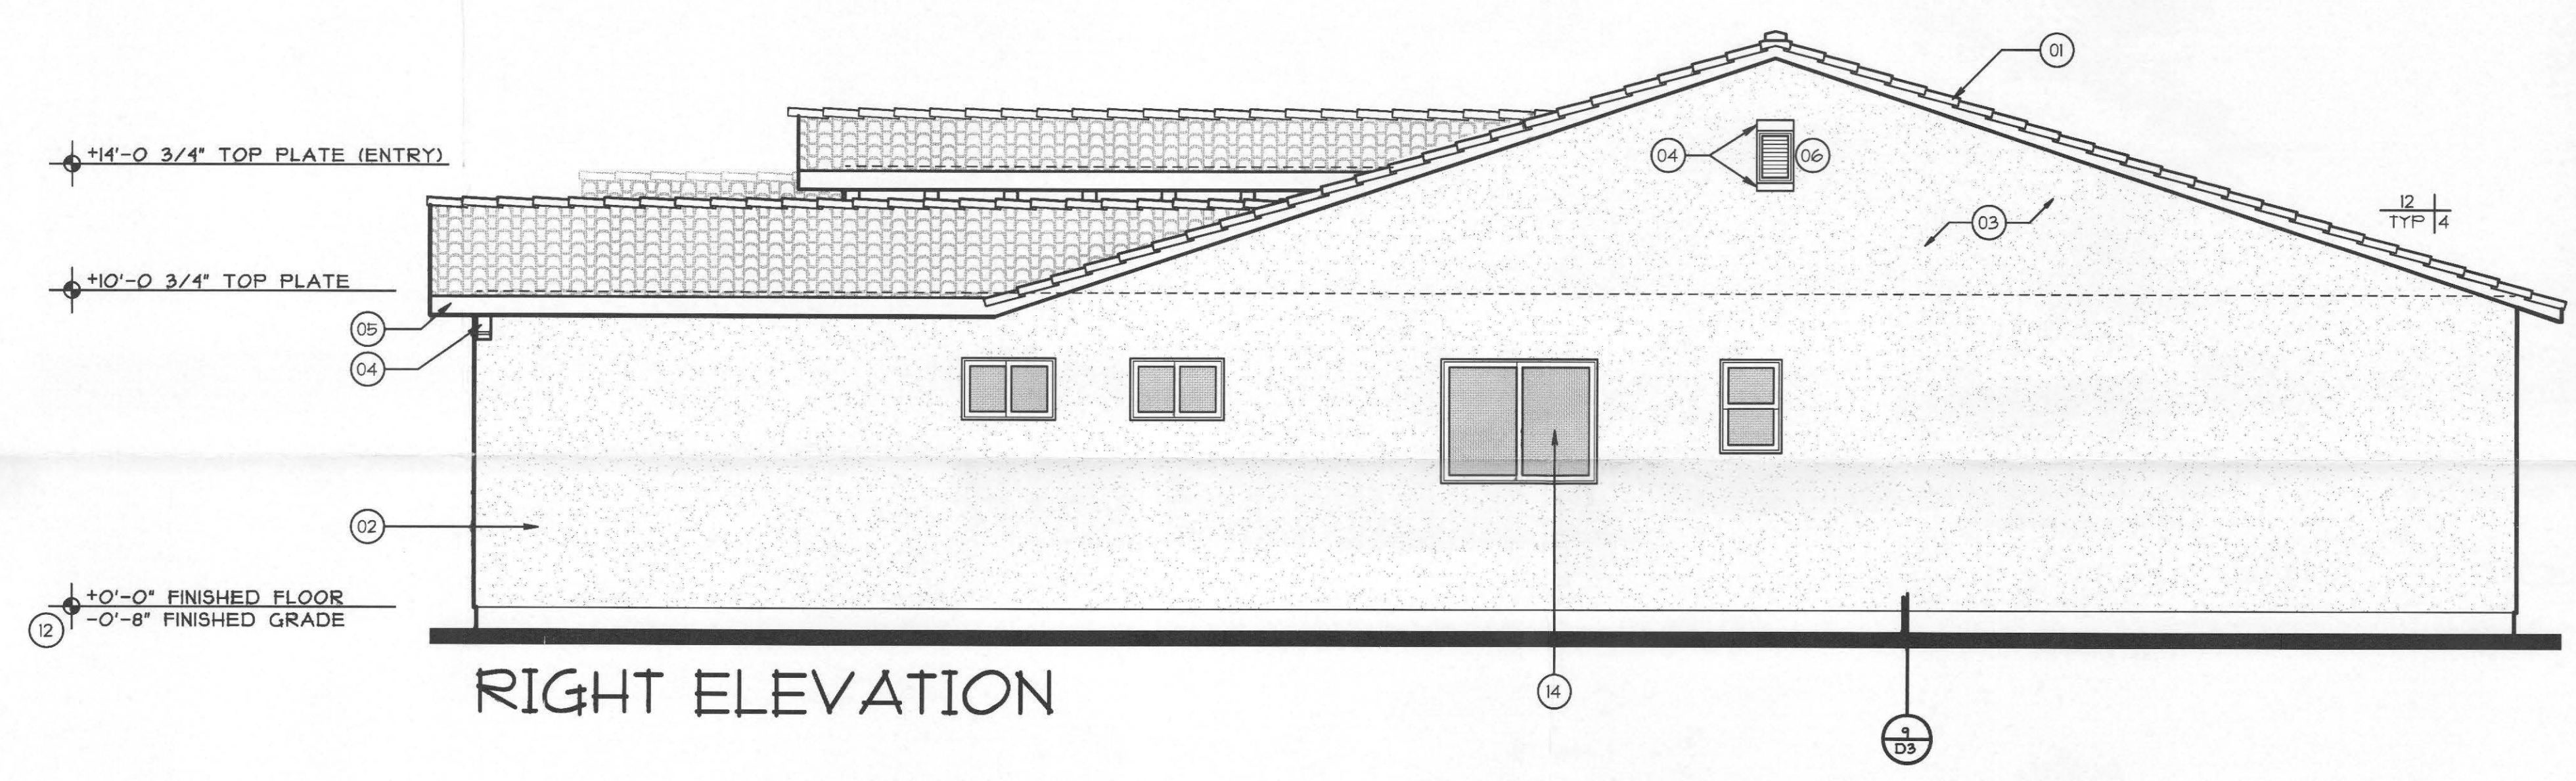 01
+14'-0 3/4" TOP PLATE (ENTRY)
04
06
03
12
TYP 4
+10'-0 3/4" TOP PLATE
05
04
02
+0'-0" FINISHED FLOOR
-0'-8" FINISHED GRADE
12
RIGHT ELEVATION
14
9
D3